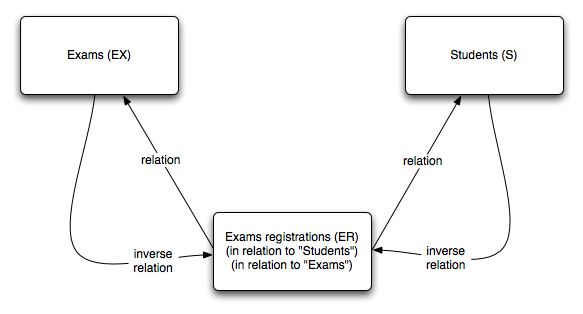 Exams (EX)
Students (S)
relation
relation
Exams registrations (ER)
(in relation to "Students")
(in relation to "Exams")
inverse
relation
inverse
relation